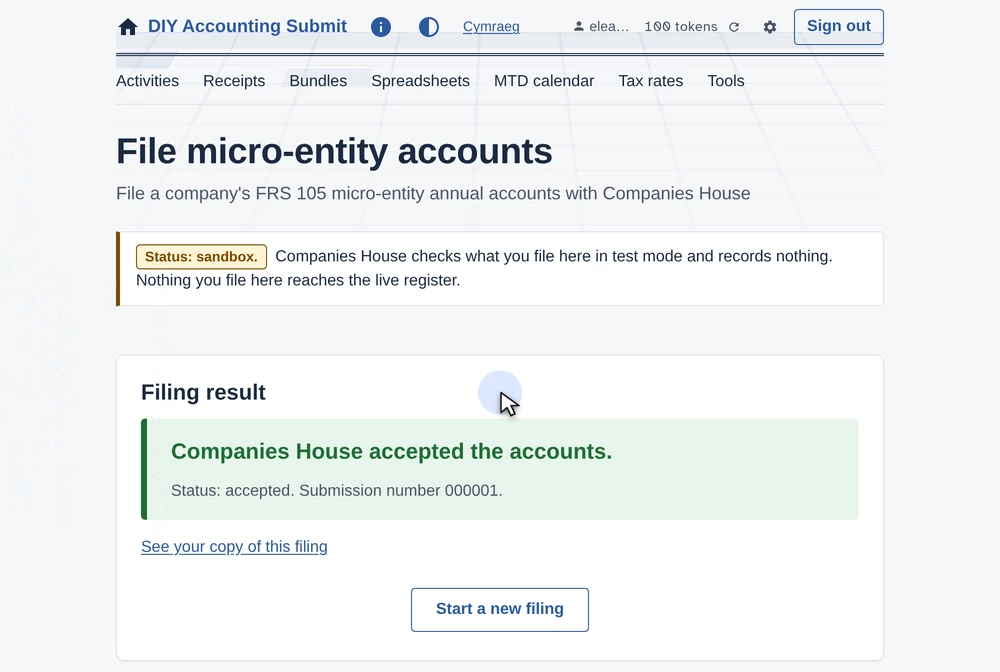 DIY Accounting Submit
Cymraeg
elea...
100 tokens
Sign out
Activities
Receipts
Bundles
Spreadsheets
MTD calendar
Tax rates
Tools
File micro-entity accounts
File a company's FRS 105 micro-entity annual accounts with Companies House
Status: sandbox. Companies House checks what you file here in test mode and records nothing.
Nothing you file here reaches the live register.
Filing result
Companies House accepted the accounts.
Status: accepted. Submission number 000001.
See your copy of this filing
Start a new filing